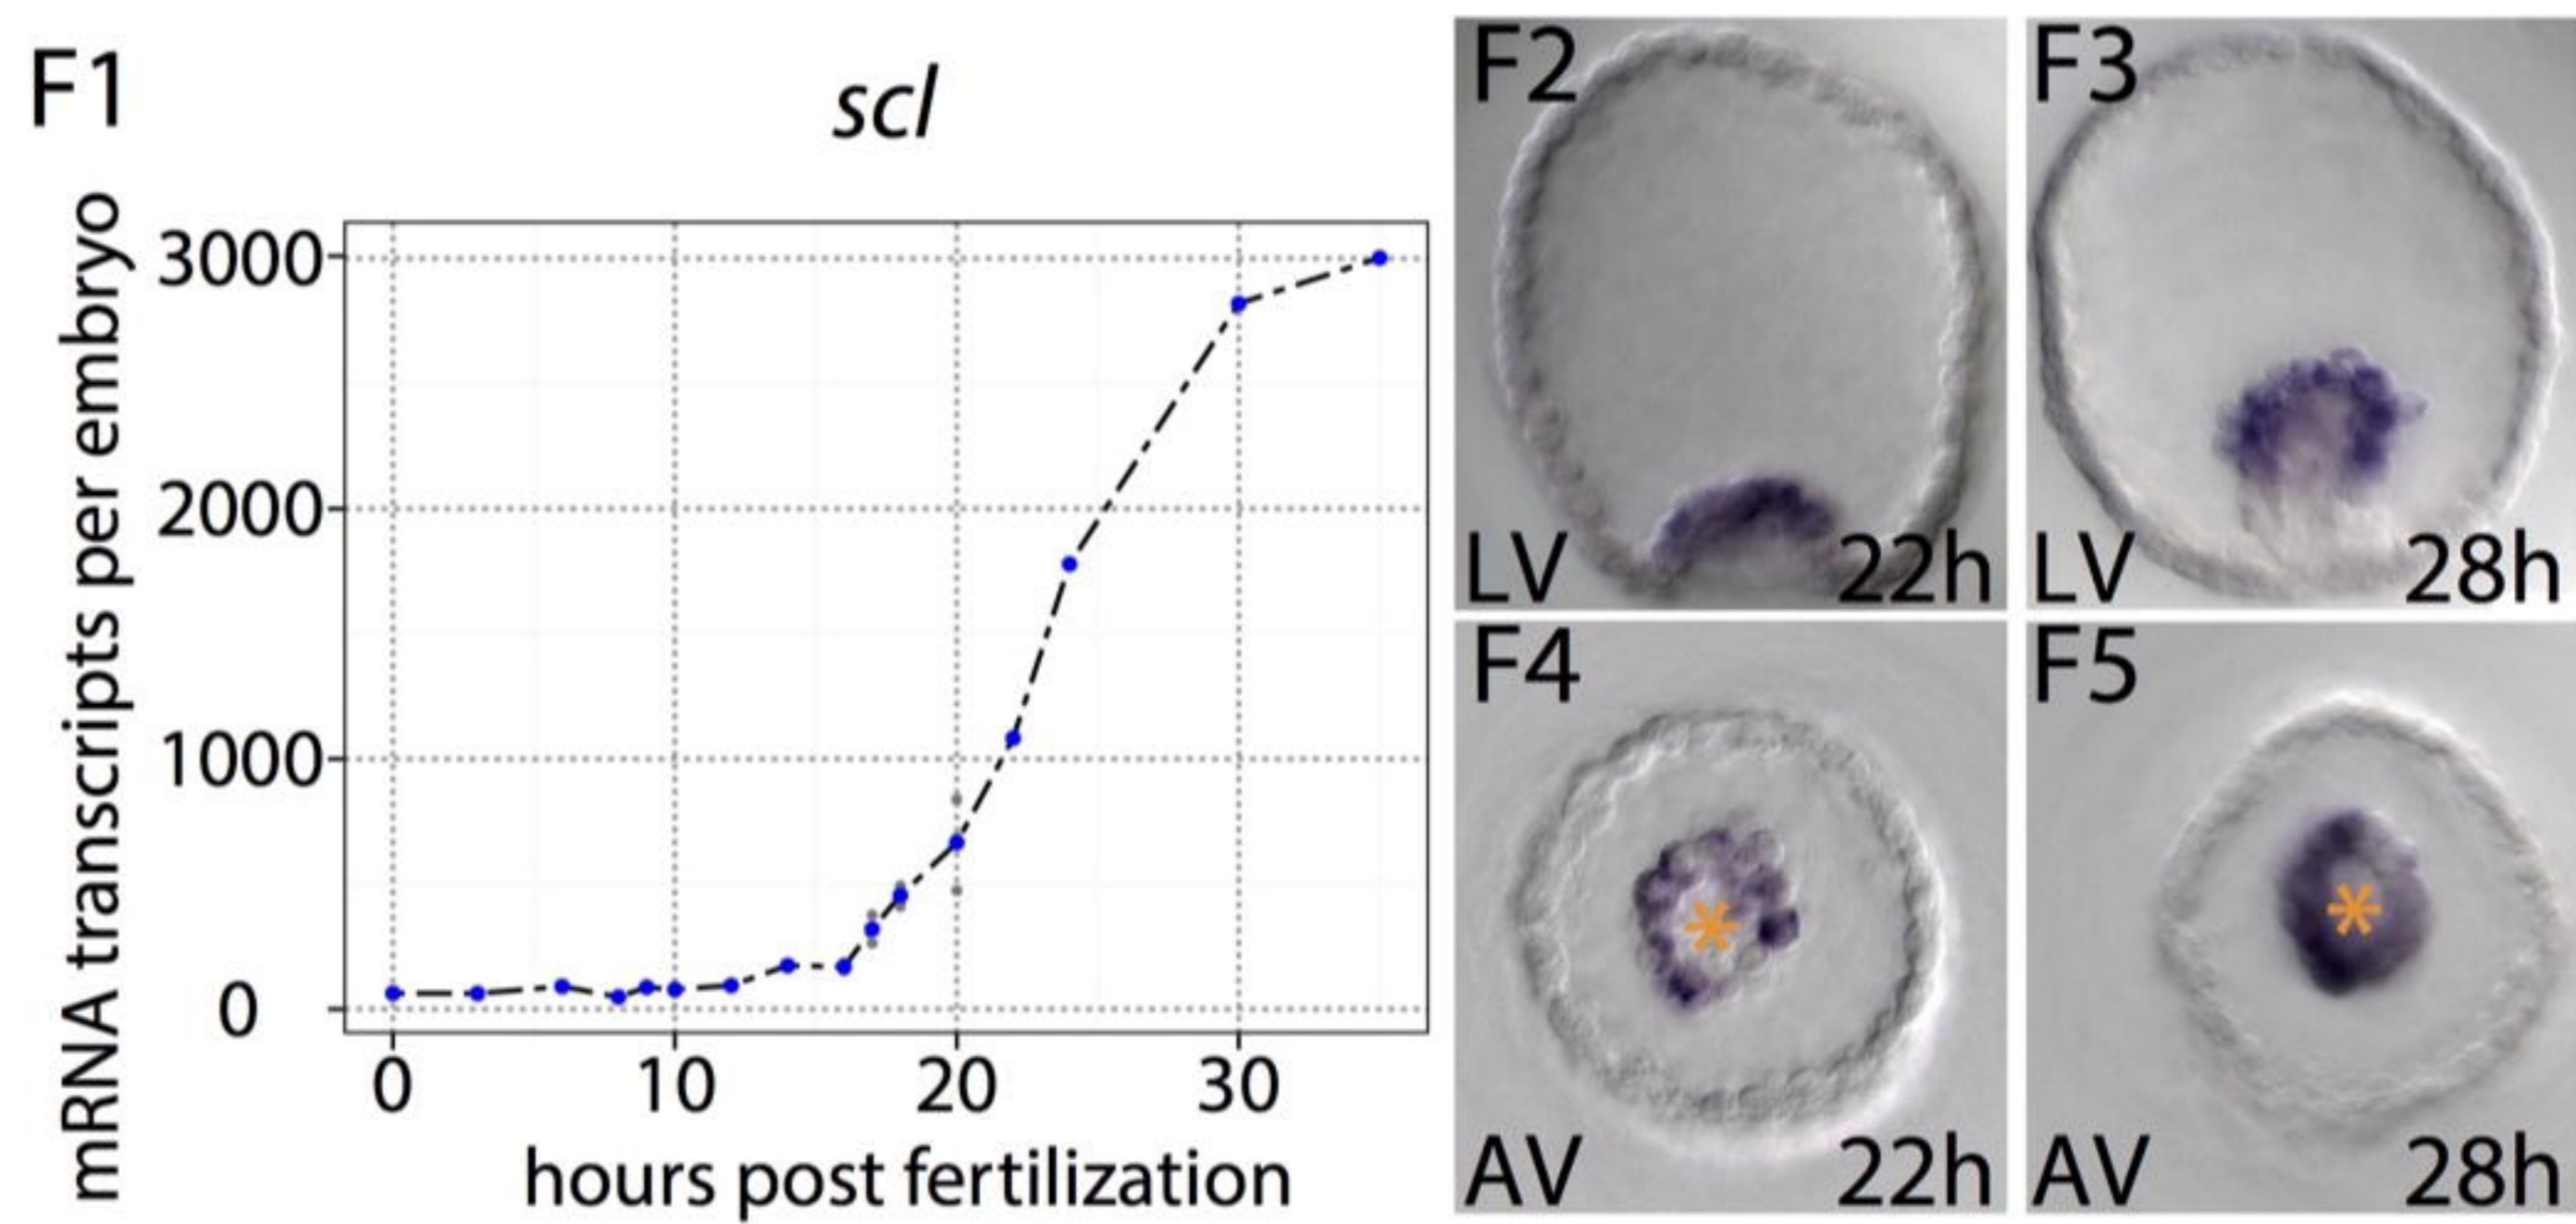 F1
scl
mRNA transcripts per embryo
3000
2000
1000
0
0 10 20 30
hours post fertilization
F2
LV 22h
F3
LV 28h
F4
*
AV 22h
F5
*
AV 28h